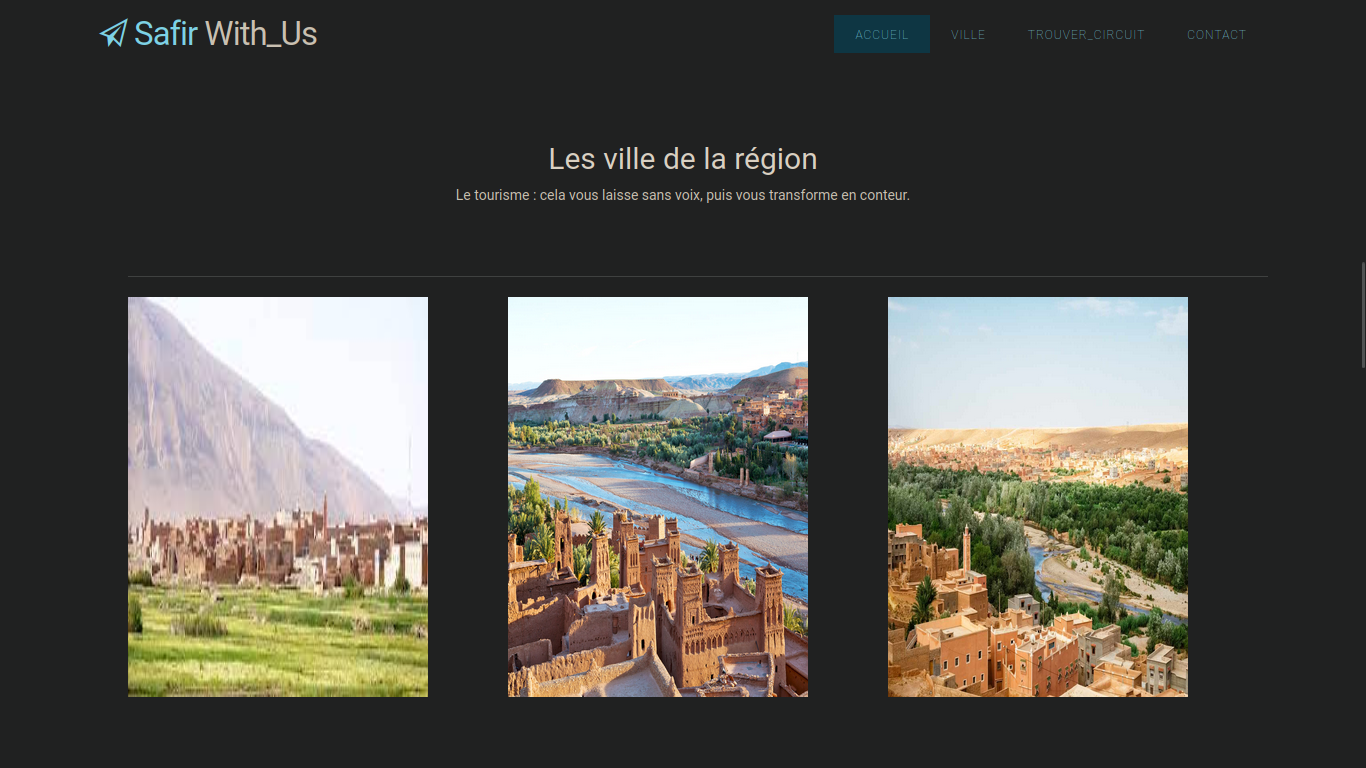 Safir With_Us
ACCUEIL
VILLE
TROUVER_CIRCUIT
CONTACT
Les ville de la région
Le tourisme : cela vous laisse sans voix, puis vous transforme en conteur.